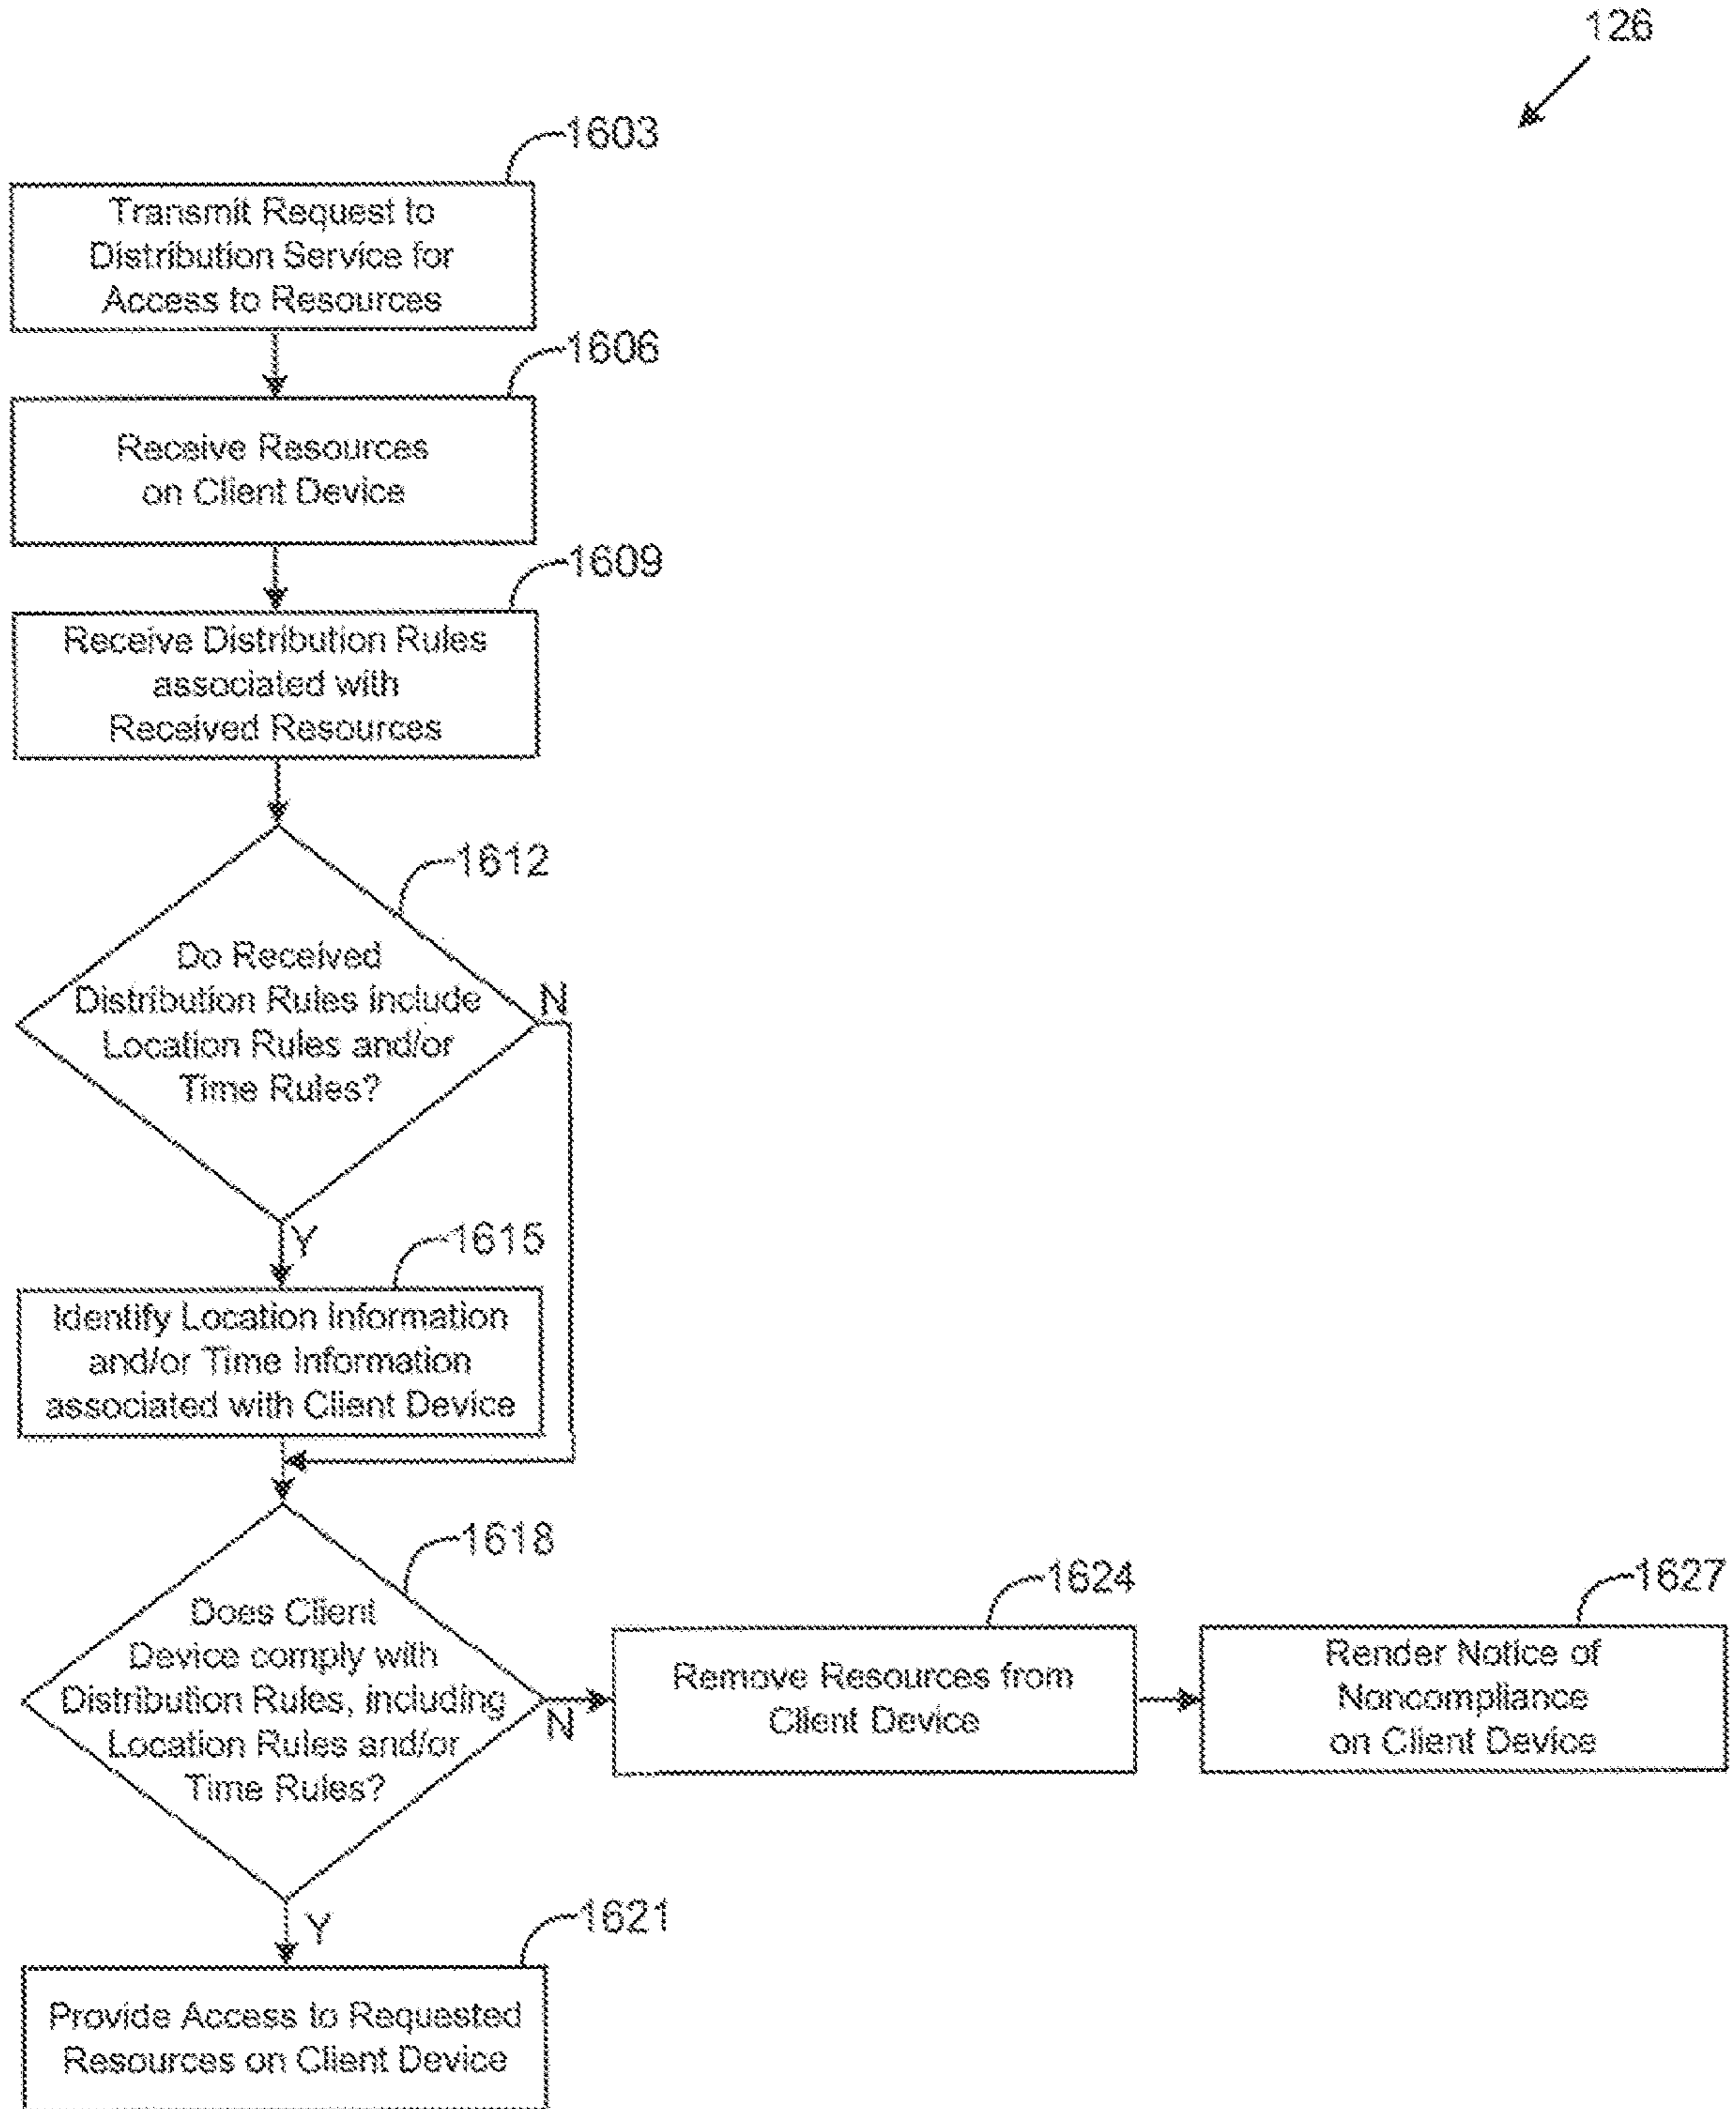 126
1603
Transmit Request to
Distribution Service for
Access to Resources
1606
Receive Resources
on Client Device
1609
Receive Distribution Rules
associated with
Received Resources
1612
Do Received
Distribution Rules include
Location Rules and/or
Time Rules?
N
Y
1615
Identify Location Information
and/or Time Information
associated with Client Device
1618
Does Client
Device comply with
Distribution Rules, including
Location Rules and/or
Time Rules?
N
1624
Remove Resources from
Client Device
1627
Render Notice of
Noncompliance
on Client Device
Y
1621
Provide Access to Requested
Resources on Client Device